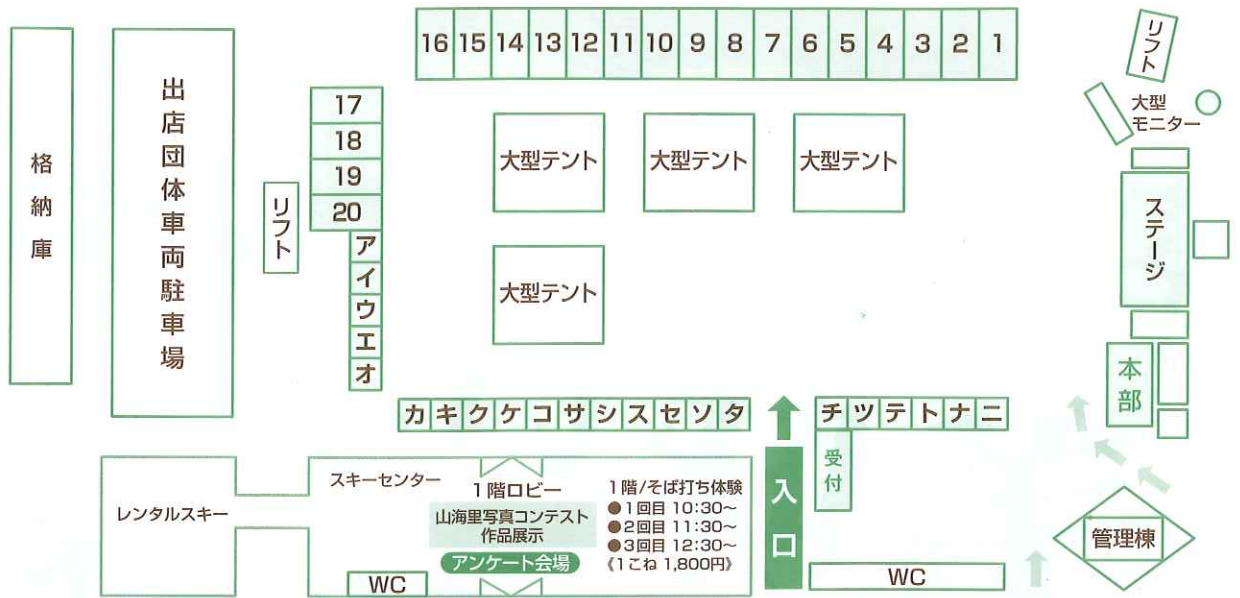 16 15 14 13 12 11 10 9 8 7 6 5 4 3 2 1
リフト
大型
モニター
格納庫
出店団体車両駐車場
リフト
17
18
19
20
ア
イ
ウ
エ
オ
大型テント
大型テント
大型テント
大型テント
ステージ
本部
カキクケコサシスセソタ
チツテトナニ
受付
入口
レンタルスキー
スキーセンター
1階ロビー
山海里写真コンテスト
作品展示
アンケート会場
WC
1階/そば打ち体験
●1回目 10:30〜
●2回目 11:30〜
●3回目 12:30〜
《1こね 1,800円》
WC
管理棟